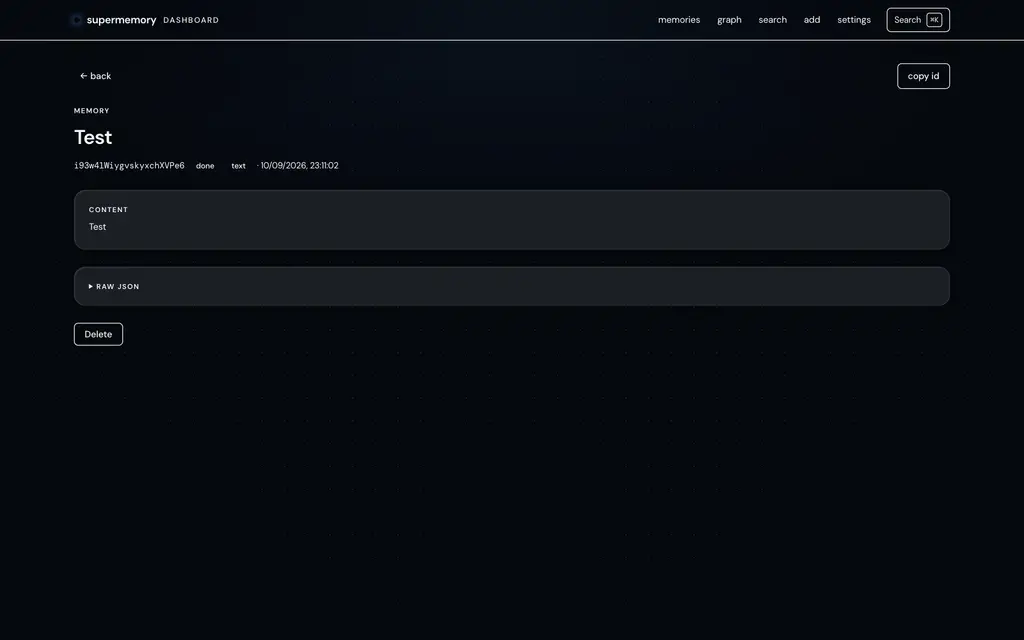 supermemory DASHBOARD memories graph search add settings Search ⌘K
← back copy id
MEMORY
Test
i93w41WiygvskyxchXVPe6 done text · 10/09/2026, 23:11:02
CONTENT
Test
▶ RAW JSON
Delete